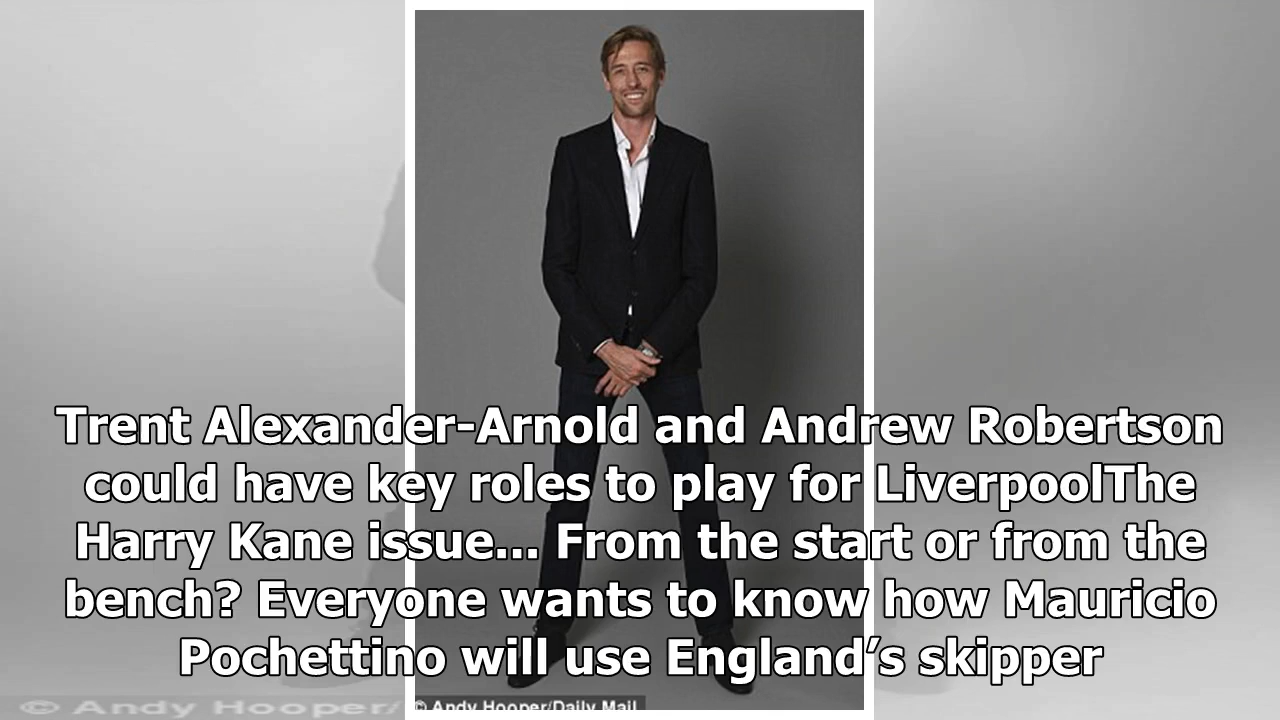 Trent Alexander-Arnold and Andrew Robertson
could have key roles to play for LiverpoolThe
Harry Kane issue... From the start or from the
bench? Everyone wants to know how Mauricio
Pochettino will use England’s skipper
© Andy Hooper/
© Andy Hooper/Daily Mail